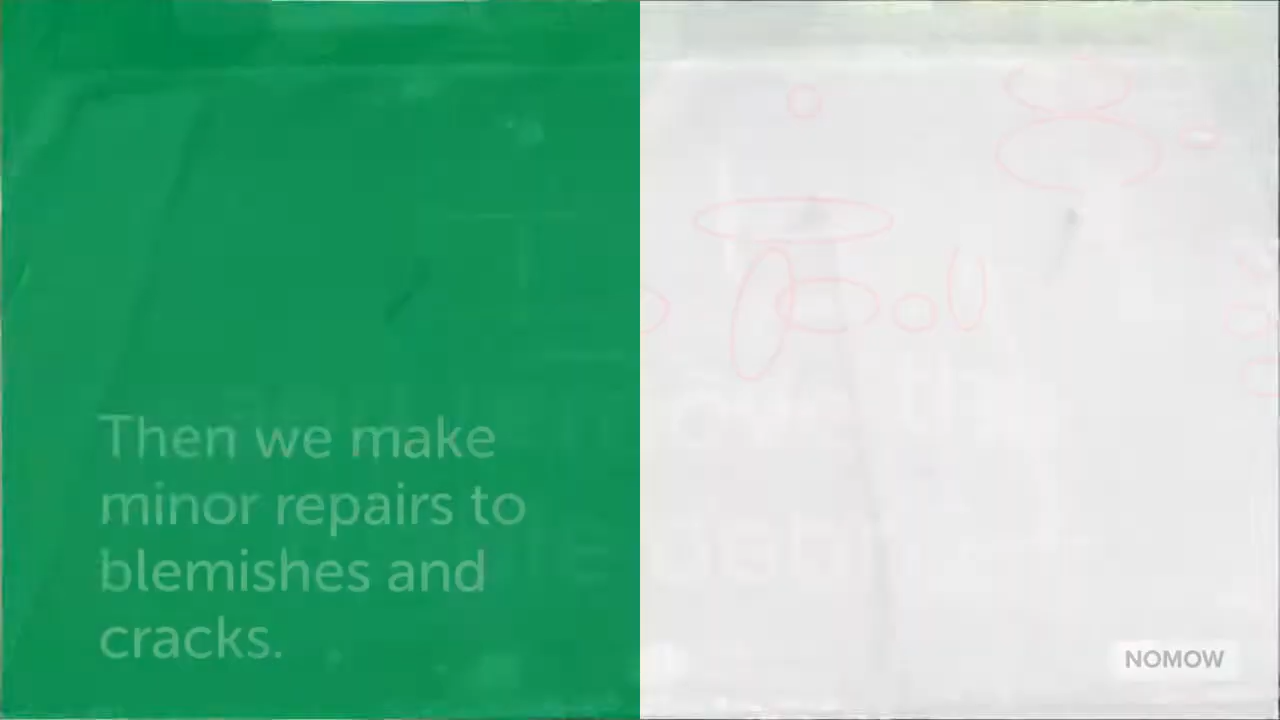 Then we make
minor repairs to
blemishes and
cracks.
NOMOW